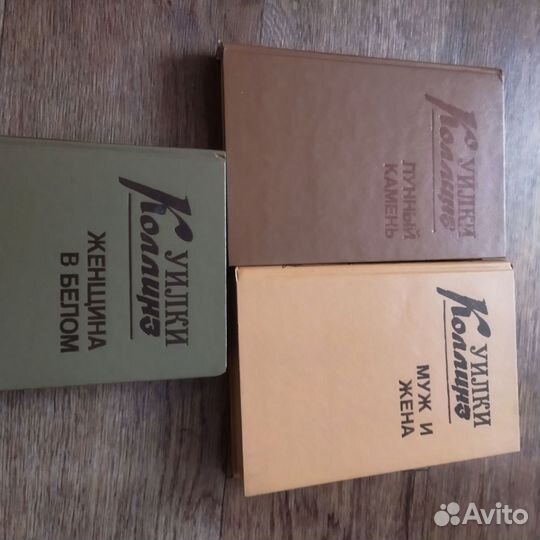 Уилки
Коллинз
ЖЕНЩИНА
В БЕЛОМ
Уилки
Коллинз
ЛУННЫЙ
КАМЕНЬ
Уилки
Коллинз
МУЖ И
ЖЕНА
Avito